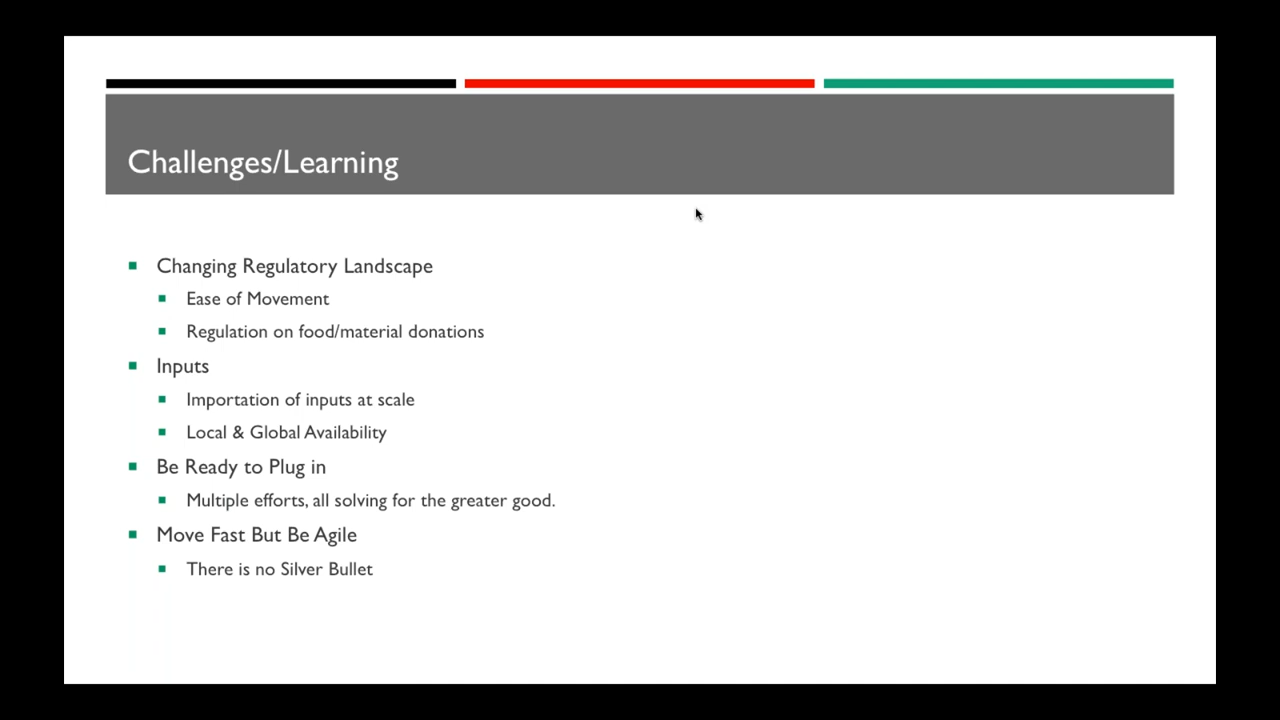 Challenges/Learning
Changing Regulatory Landscape
Ease of Movement
Regulation on food/material donations
Inputs
Importation of inputs at scale
Local & Global Availability
Be Ready to Plug in
Multiple efforts, all solving for the greater good.
Move Fast But Be Agile
There is no Silver Bullet